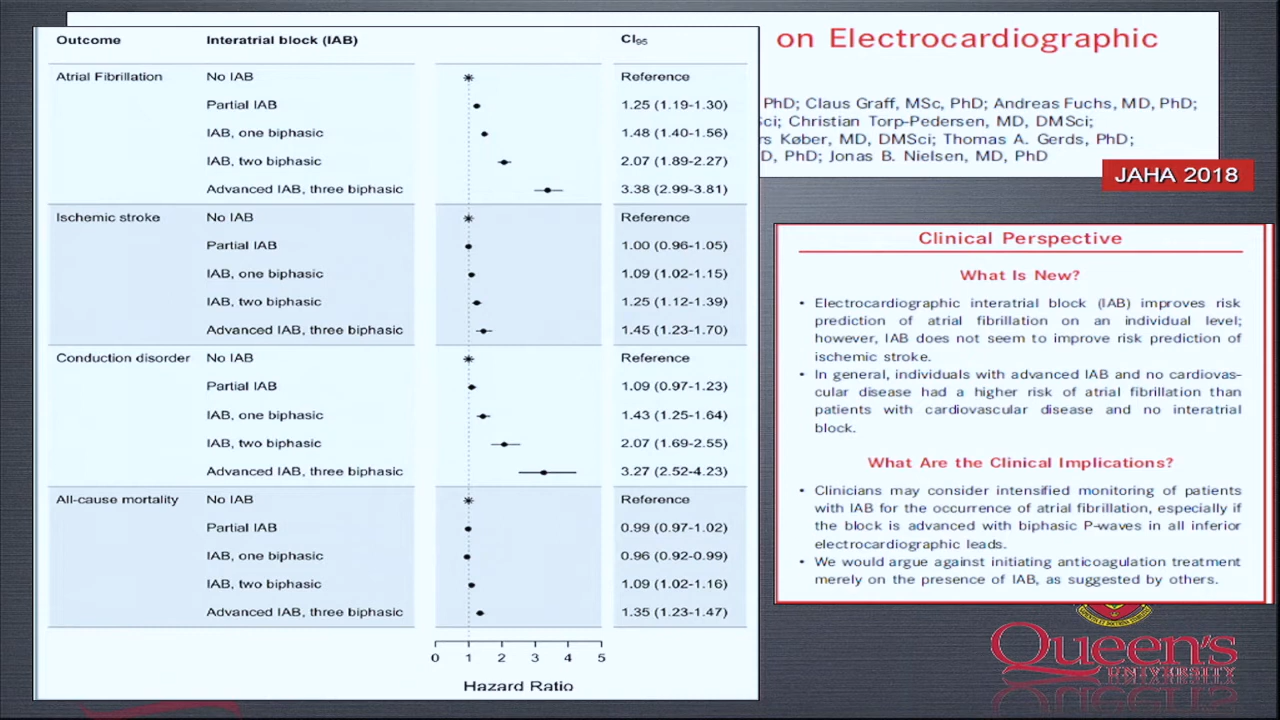 on Electrocardiographic
PhD; Claus Graff, MSc, PhD; Andreas Fuchs, MD, PhD;
Sci; Christian Torp-Pedersen, MD, DMSci;
rs Køber, MD, DMSci; Thomas A. Gerds, PhD;
D, PhD; Jonas B. Nielsen, MD, PhD
JAHA 2018
Outcome Interatrial block (IAB) CI95
Atrial Fibrillation No IAB Reference
Partial IAB 1.25 (1.19-1.30)
IAB, one biphasic 1.48 (1.40-1.56)
IAB, two biphasic 2.07 (1.89-2.27)
Advanced IAB, three biphasic 3.38 (2.99-3.81)
Ischemic stroke No IAB Reference
Partial IAB 1.00 (0.96-1.05)
IAB, one biphasic 1.09 (1.02-1.15)
IAB, two biphasic 1.25 (1.12-1.39)
Advanced IAB, three biphasic 1.45 (1.23-1.70)
Conduction disorder No IAB Reference
Partial IAB 1.09 (0.97-1.23)
IAB, one biphasic 1.43 (1.25-1.64)
IAB, two biphasic 2.07 (1.69-2.55)
Advanced IAB, three biphasic 3.27 (2.52-4.23)
All-cause mortality No IAB Reference
Partial IAB 0.99 (0.97-1.02)
IAB, one biphasic 0.96 (0.92-0.99)
IAB, two biphasic 1.09 (1.02-1.16)
Advanced IAB, three biphasic 1.35 (1.23-1.47)
0 1 2 3 4 5
Hazard Ratio
Clinical Perspective
What Is New?
• Electrocardiographic interatrial block (IAB) improves risk
prediction of atrial fibrillation on an individual level;
however, IAB does not seem to improve risk prediction of
ischemic stroke.
• In general, individuals with advanced IAB and no cardiovas-
cular disease had a higher risk of atrial fibrillation than
patients with cardiovascular disease and no interatrial
block.
What Are the Clinical Implications?
• Clinicians may consider intensified monitoring of patients
with IAB for the occurrence of atrial fibrillation, especially if
the block is advanced with biphasic P-waves in all inferior
electrocardiographic leads.
• We would argue against initiating anticoagulation treatment
merely on the presence of IAB, as suggested by others.
Queen's
UNIVERSITY